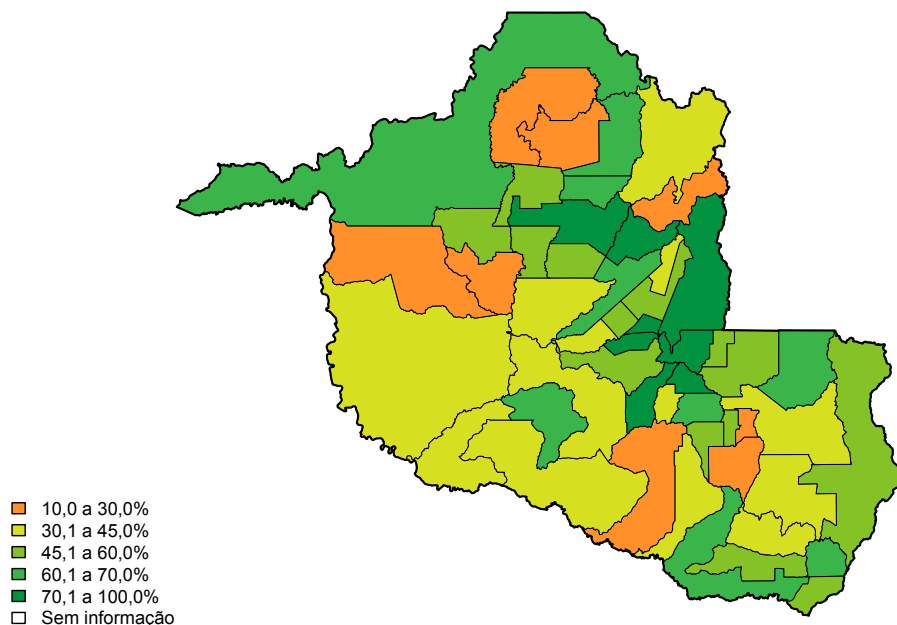 10,0 a 30,0%
30,1 a 45,0%
45,1 a 60,0%
60,1 a 70,0%
70,1 a 100,0%
Sem informação